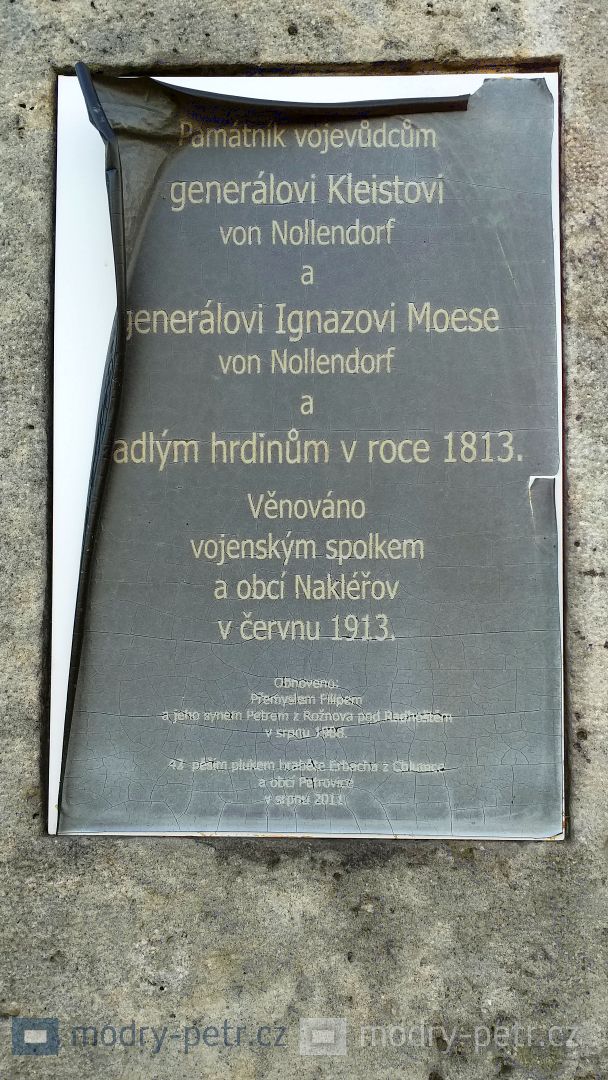 Památník vojevůdcům
generálovi Kleistovi
von Nollendorf
a
generálovi Ignazovi Moese
von Nollendorf
a
adlým hrdinům v roce 1813.
Věnováno
vojenským spolkem
a obcí Nakléřov
v červnu 1913.
Obnoveno:
Přemyslem Filipem
a jeho synem Petrem z Rožnova pod Radhoštěm
v srpnu
pěším plukem hraběte Erbacha z Chlumce
a obcí Petrovice
v srpnu 2011
modry-petr.cz modry-petr.cz